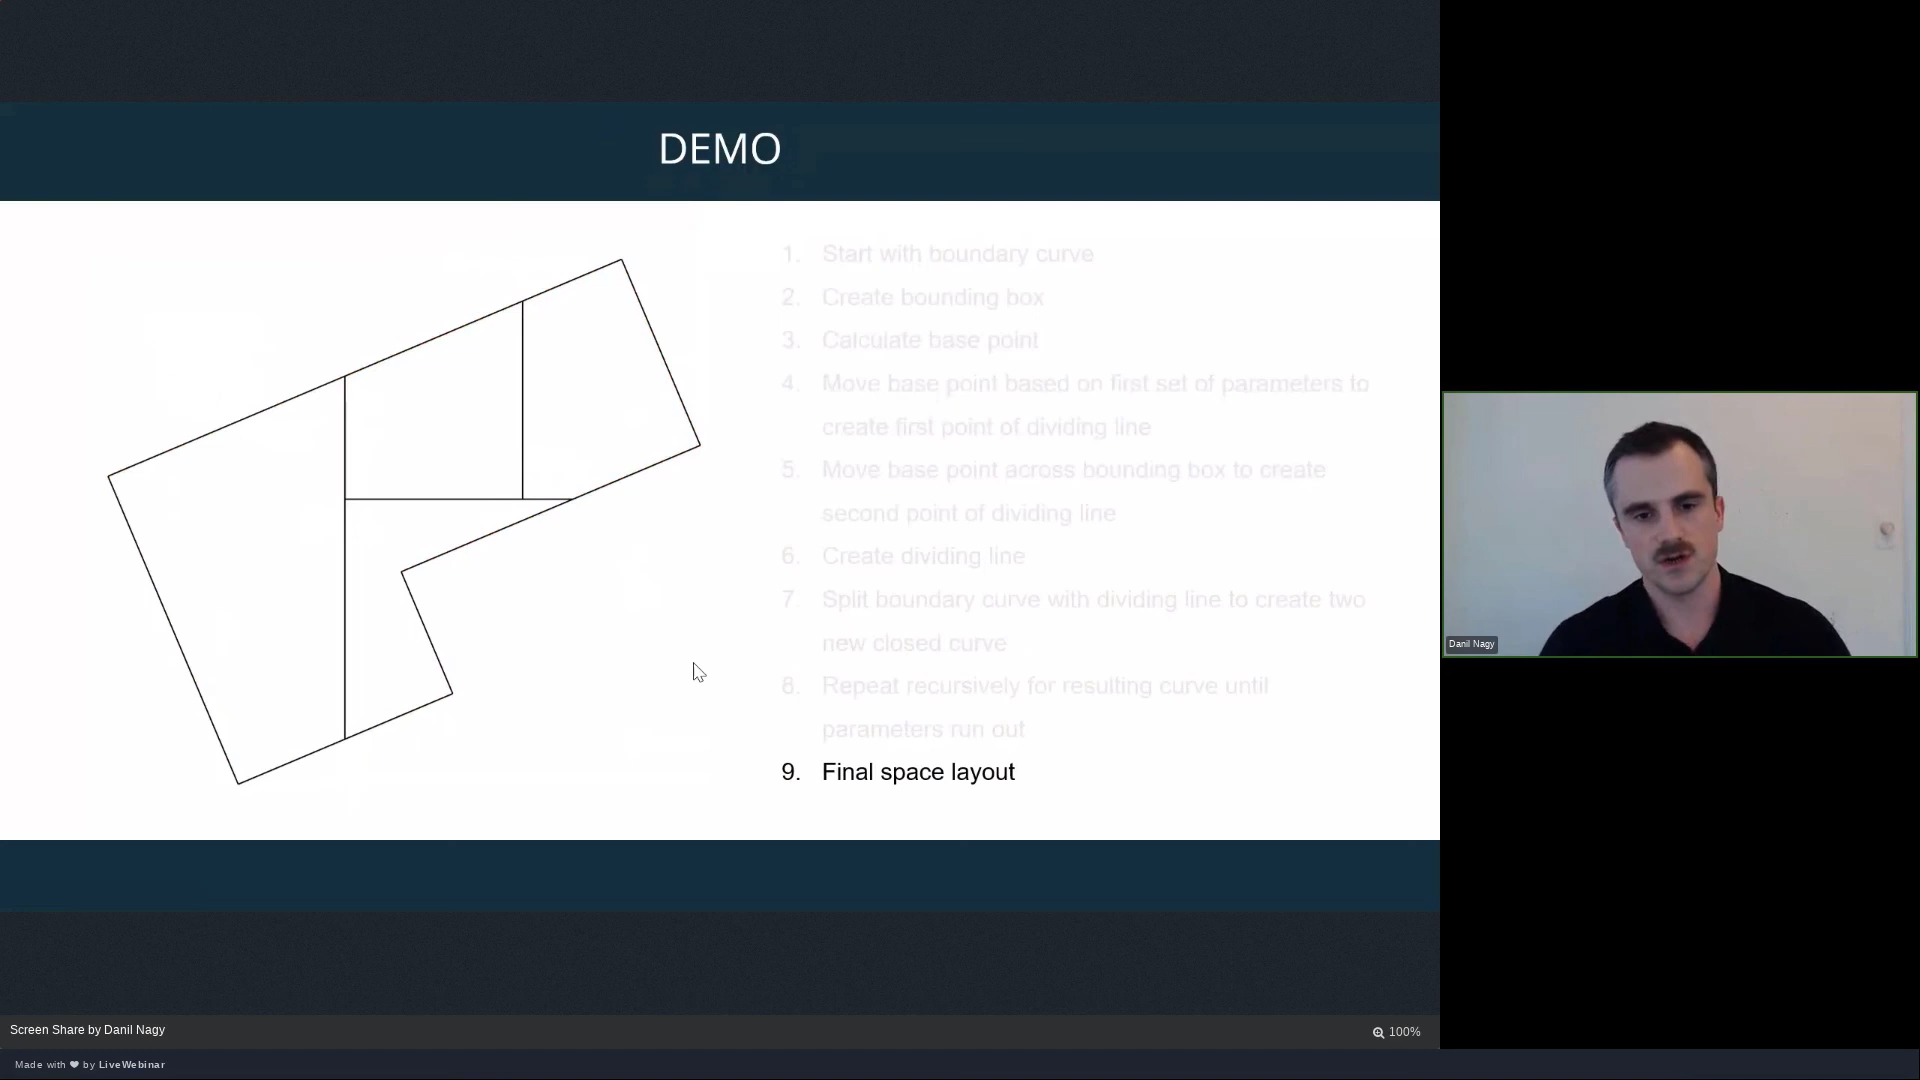 DEMO
1. Start with boundary curve
2. Create bounding box
3. Calculate base point
4. Move base point based on first set of parameters to
create first point of dividing line
5. Move base point across bounding box to create
second point of dividing line
6. Create dividing line
7. Split boundary curve with dividing line to create two
new closed curve
8. Repeat recursively for resulting curve until
parameters run out
9. Final space layout
Danil Nagy
Screen Share by Danil Nagy
100%
Made with ❤ by LiveWebinar